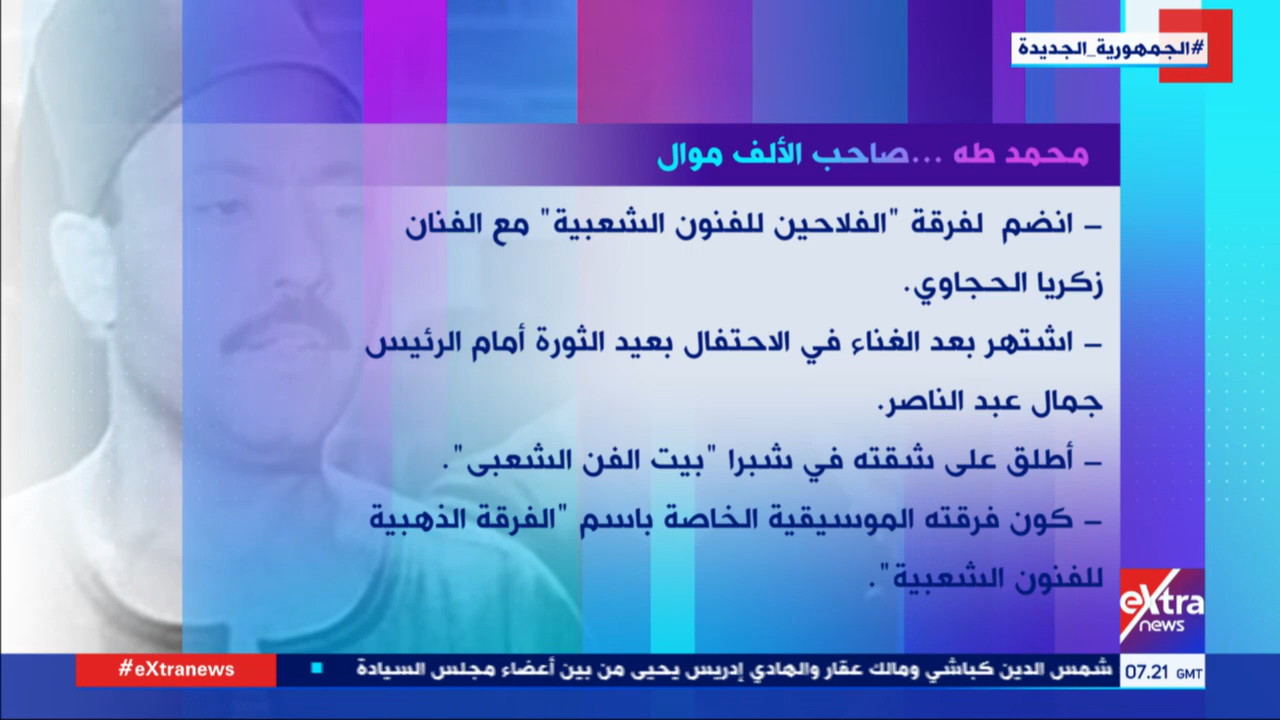 #الجمهورية_الجديدة
محمد طه ...صاحب الألف موال
– انضم لفرقة "الفلاحين للفنون الشعبية" مع الفنان
زكريا الحجاوي.
– اشتهر بعد الغناء في الاحتفال بعيد الثورة أمام الرئيس
جمال عبد الناصر.
– أطلق على شقته في شبرا "بيت الفن الشعبى".
– كون فرقته الموسيقية الخاصة باسم "الفرقة الذهبية
للفنون الشعبية".
eXtra
news
#eXtranews
شمس الدين كباشي ومالك عقار والهادي إدريس يحيى من بين أعضاء مجلس السيادة
07.21 GMT